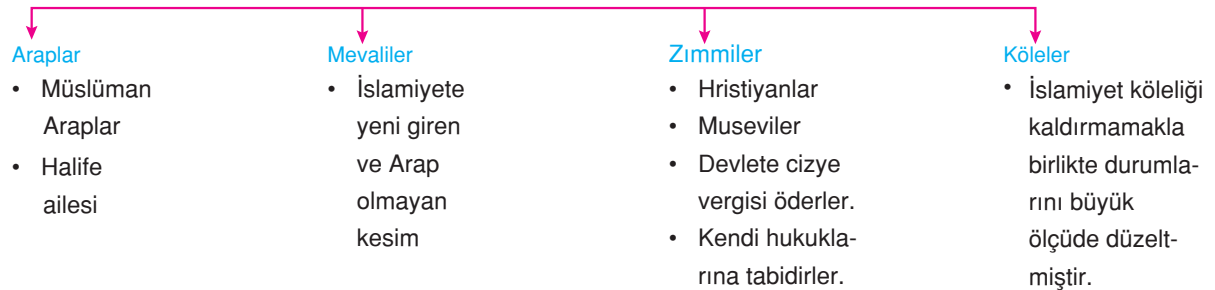 Araplar
• Müslüman
Araplar
• Halife
ailesi
Mevaliler
• İslamiyete
yeni giren
ve Arap
olmayan
kesim
Zımmiler
• Hristiyanlar
• Museviler
• Devlete cizye
vergisi öderler.
• Kendi hukukla-
rına tabidirler.
Köleler
• İslamiyet köleliği
kaldırmamakla
birlikte durumla-
rını büyük
ölçüde düzelt-
miştir.